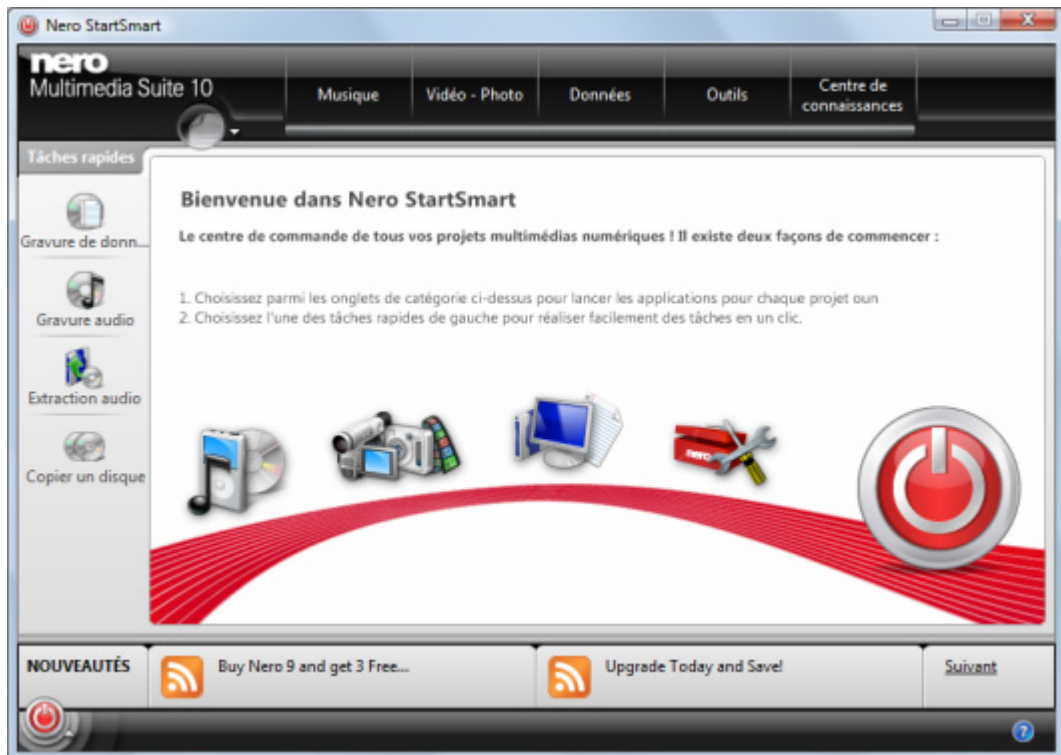 Nero StartSmart
nero
Multimedia Suite 10
Musique
Vidéo - Photo
Données
Outils
Centre de
connaissances
Tâches rapides
Gravure de donn...
Gravure audio
Extraction audio
Copier un disque
Bienvenue dans Nero StartSmart
Le centre de commande de tous vos projets multimédias numériques ! Il existe deux façons de commencer :
1. Choisissez parmi les onglets de catégorie ci-dessus pour lancer les applications pour chaque projet oun
2. Choisissez l'une des tâches rapides de gauche pour réaliser facilement des tâches en un clic.
nero
NOUVEAUTÉS
Buy Nero 9 and get 3 Free...
Upgrade Today and Save!
Suivant